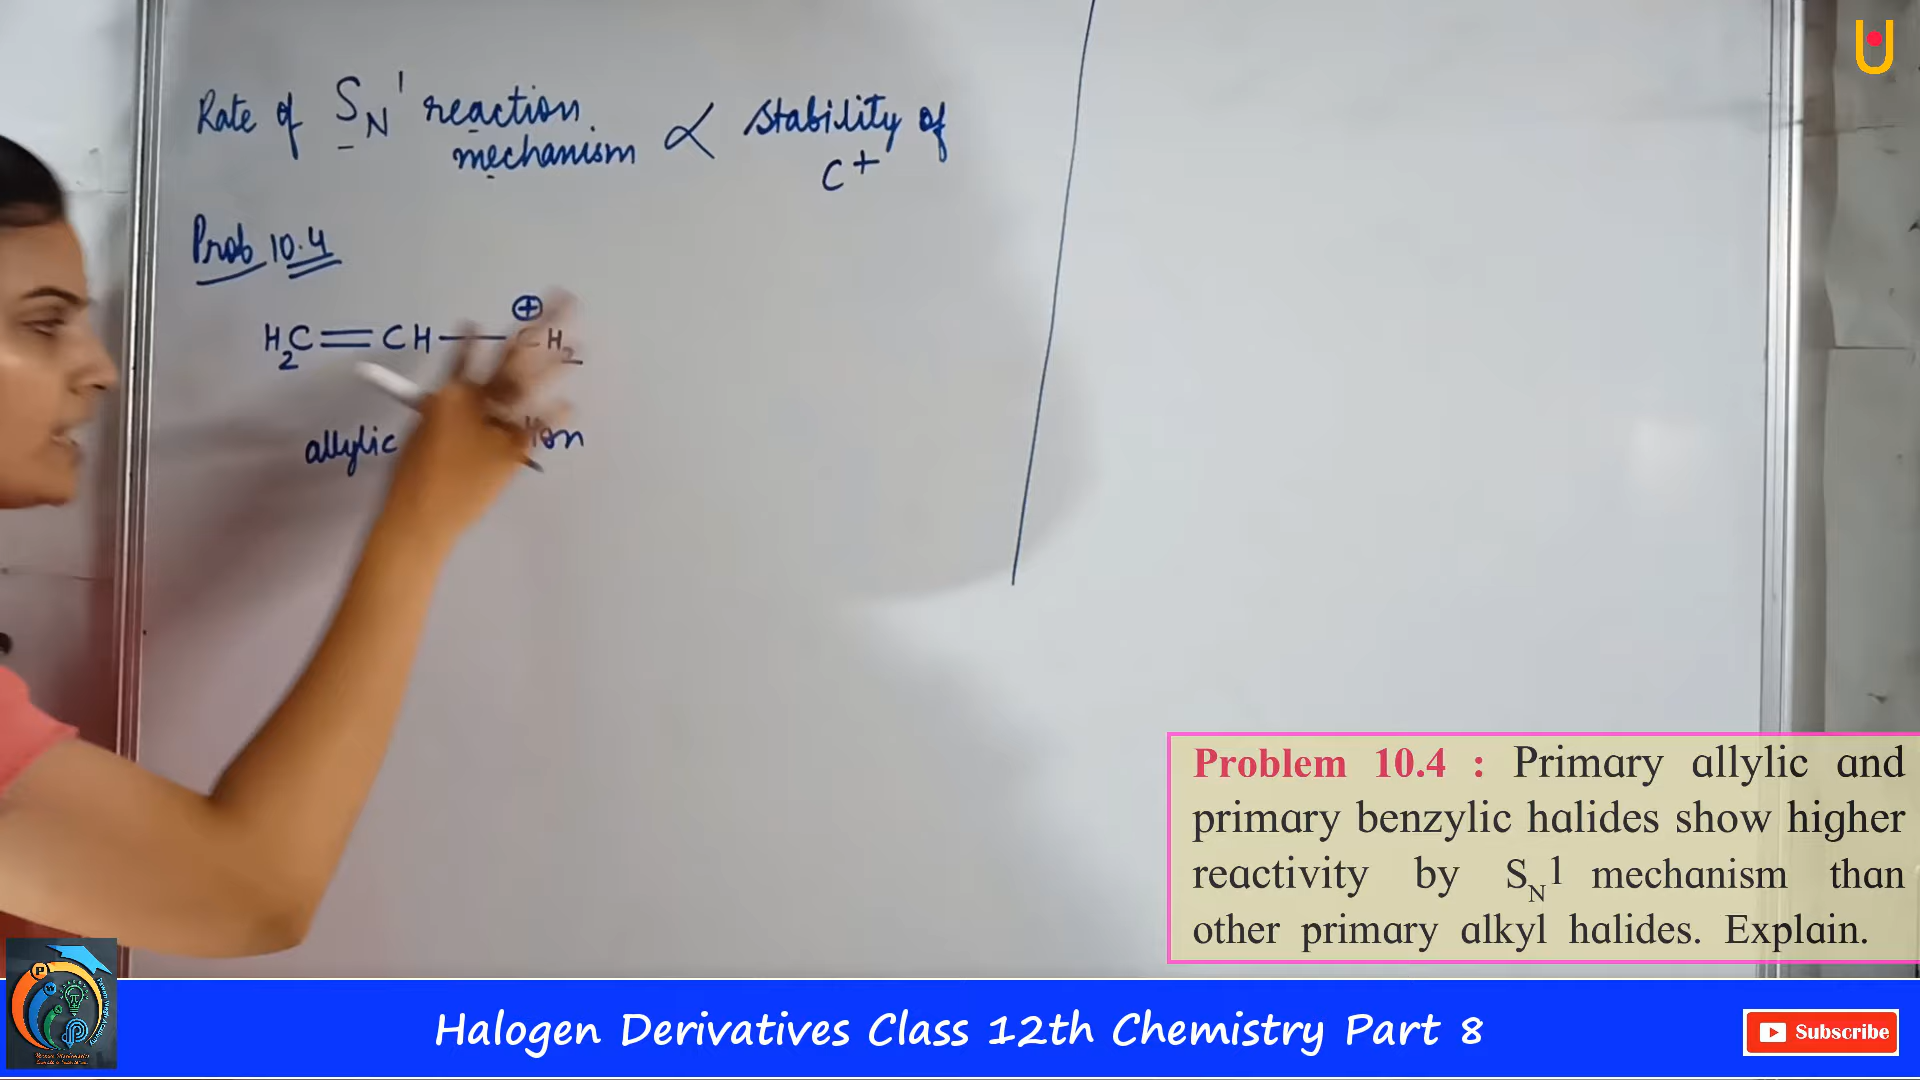 Rate of SN1 reaction mechanism ∝ Stability of C+
Prob 10.4
⊕
H2C=CH—CH2
allylic
Problem 10.4 : Primary allylic and
primary benzylic halides show higher
reactivity by SN1 mechanism than
other primary alkyl halides. Explain.
Halogen Derivatives Class 12th Chemistry Part 8
Subscribe